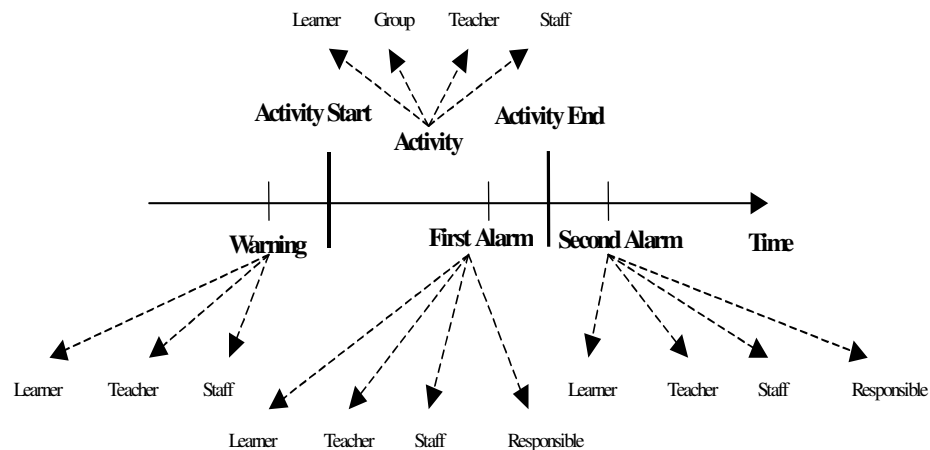 Learner Group Teacher Staff
Activity Start Activity End
Activity
Warning First Alarm Second Alarm Time
Learner Teacher Staff Learner Teacher Staff Responsible
Learner Teacher Staff Responsible